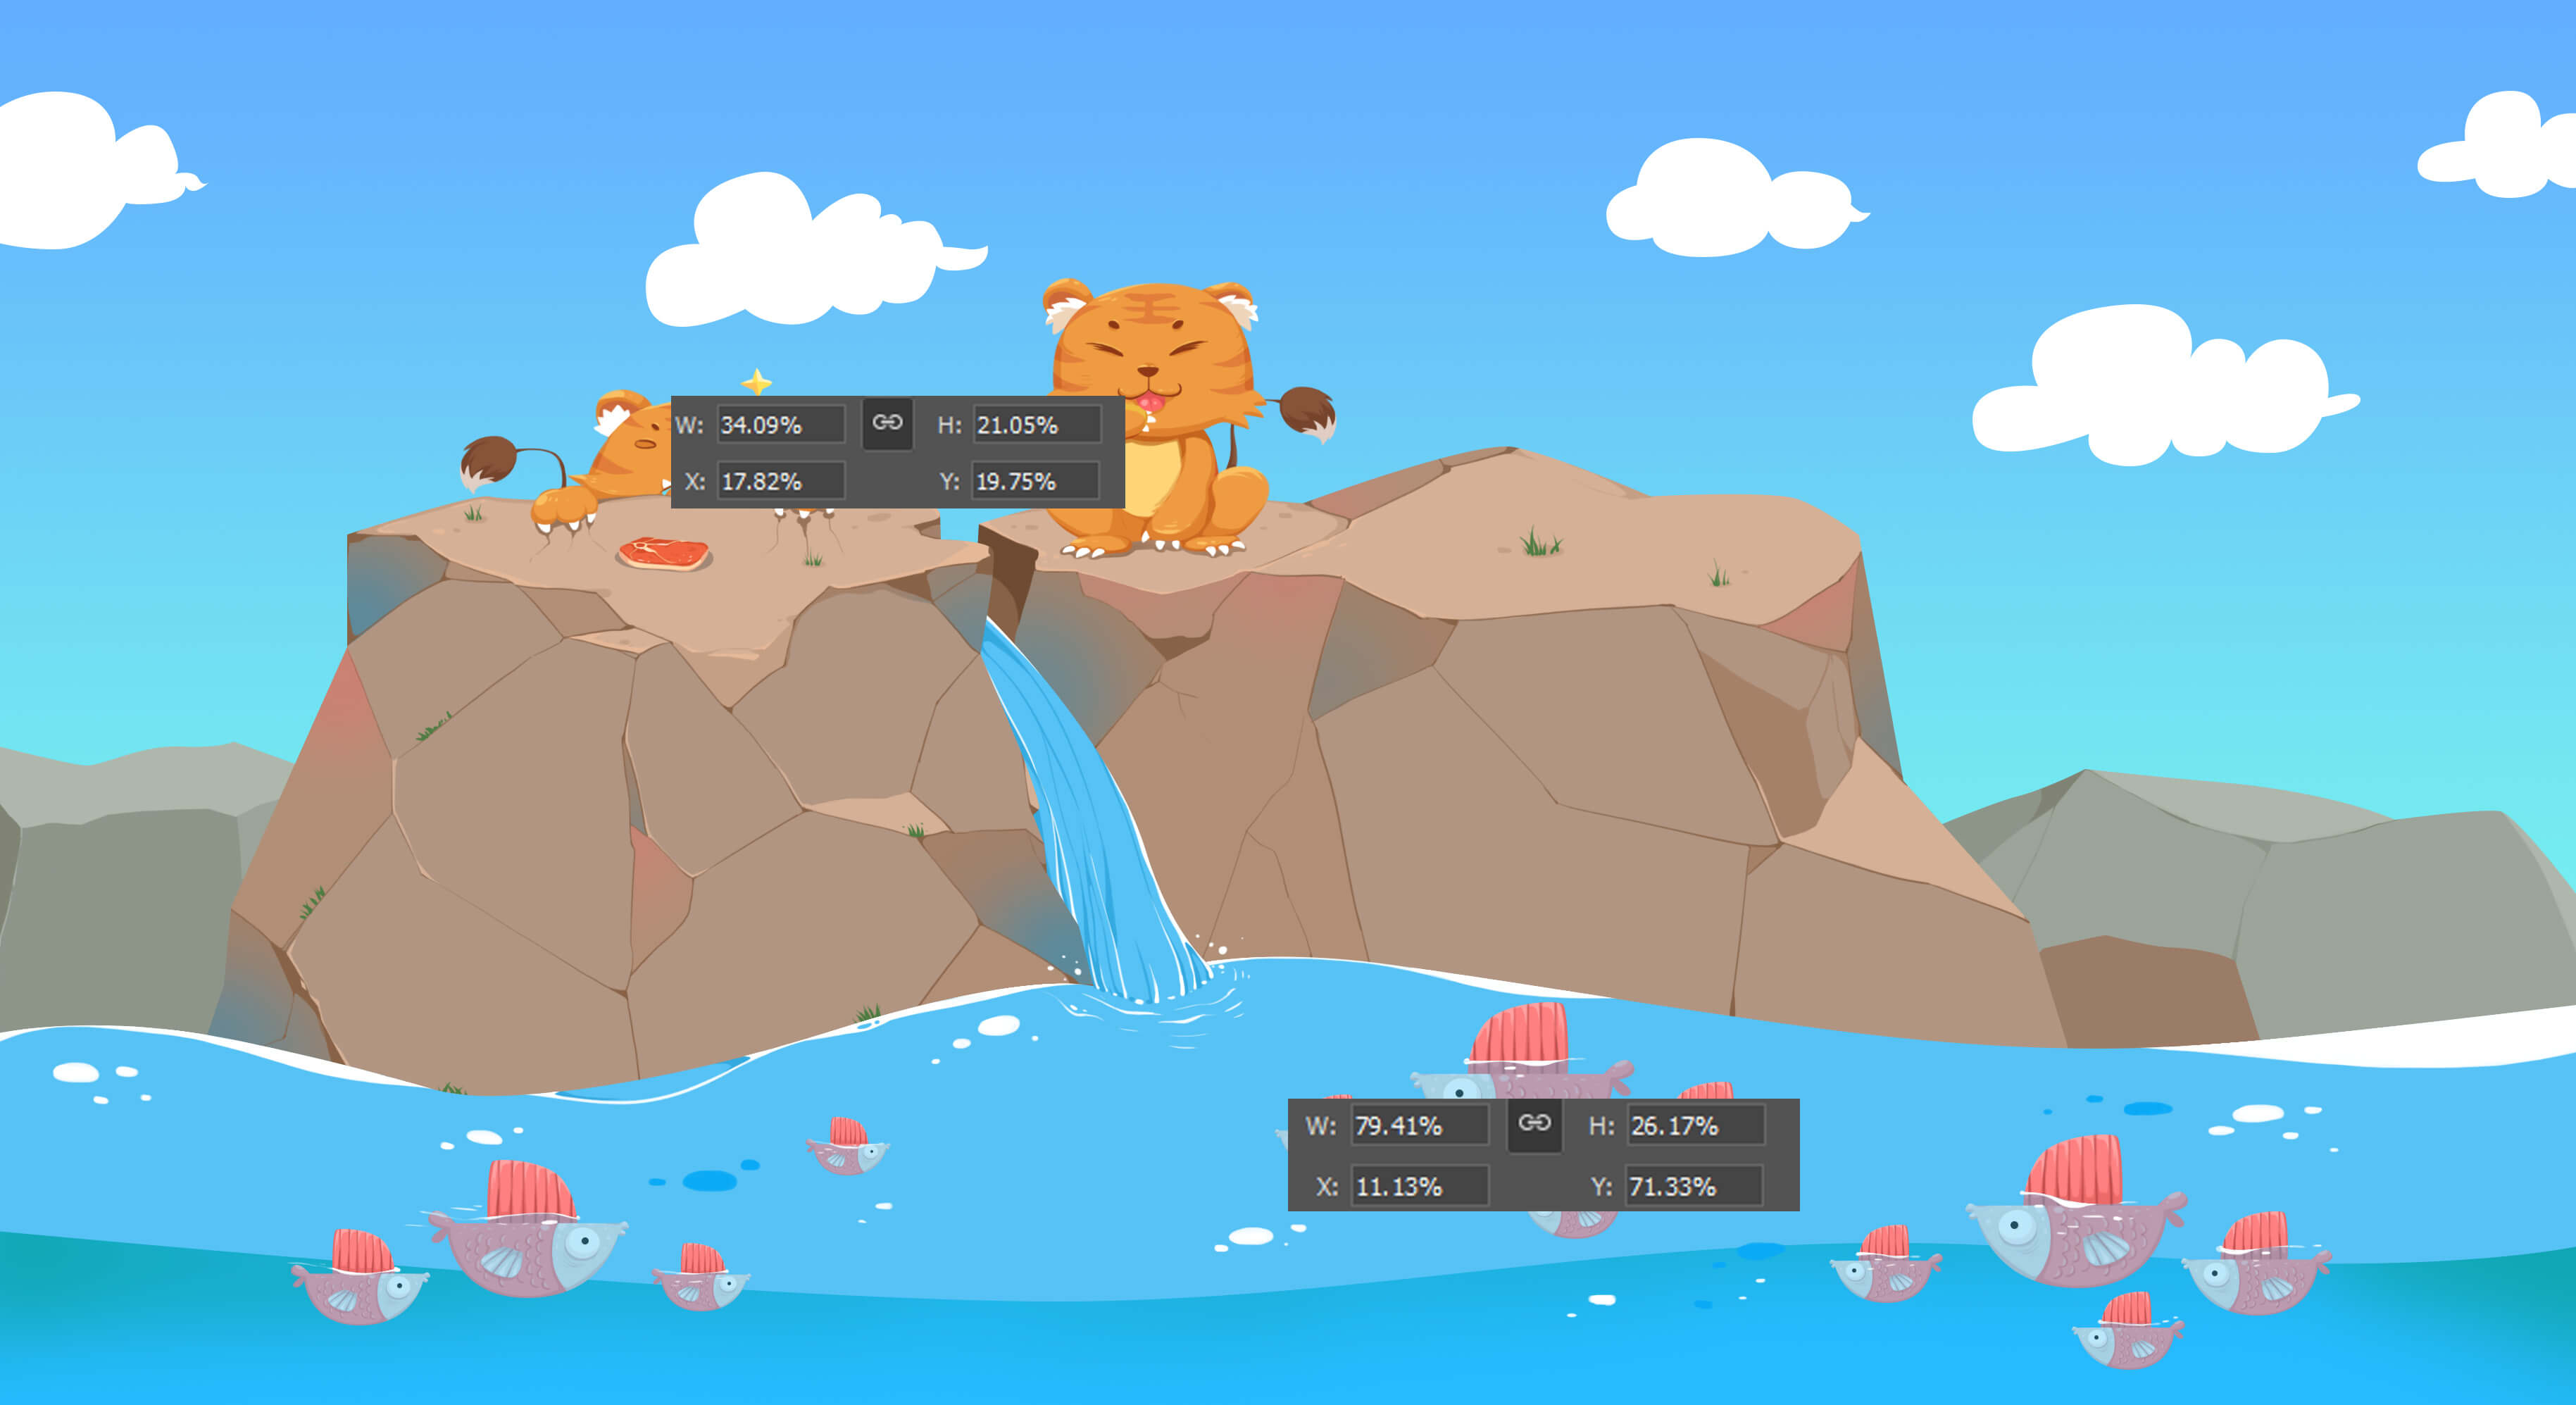 W: 34.09% H: 21.05%
X: 17.82% Y: 19.75%
W: 79.41% H: 26.17%
X: 11.13% Y: 71.33%